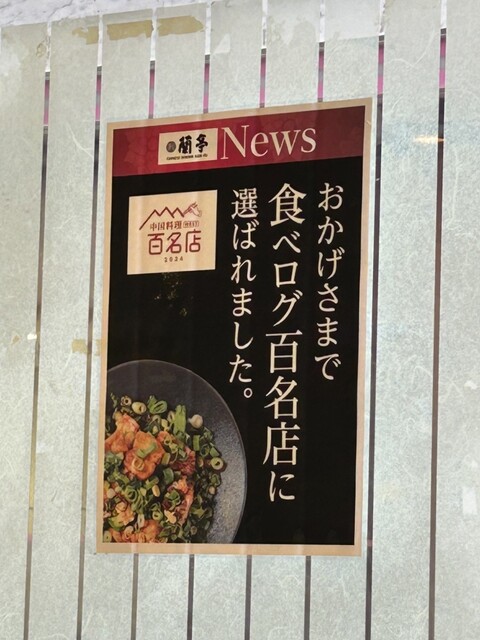 蘭亭
News
おかげさまで
食べログ百名店に
選ばれました。
中国料理 WEST
百名店
2024